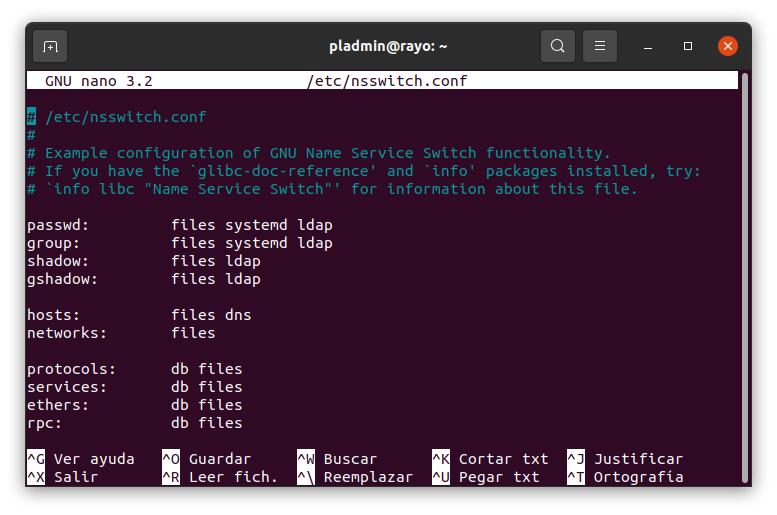 pladmin@rayo: ~
GNU nano 3.2 /etc/nsswitch.conf
# /etc/nsswitch.conf
#
# Example configuration of GNU Name Service Switch functionality.
# If you have the `glibc-doc-reference' and `info' packages installed, try:
# `info libc "Name Service Switch"' for information about this file.
passwd: files systemd ldap
group: files systemd ldap
shadow: files ldap
gshadow: files ldap
hosts: files dns
networks: files
protocols: db files
services: db files
ethers: db files
rpc: db files
^G Ver ayuda ^O Guardar ^W Buscar ^K Cortar txt ^J Justificar
^X Salir ^R Leer fich. ^\ Reemplazar ^U Pegar txt ^T Ortografía